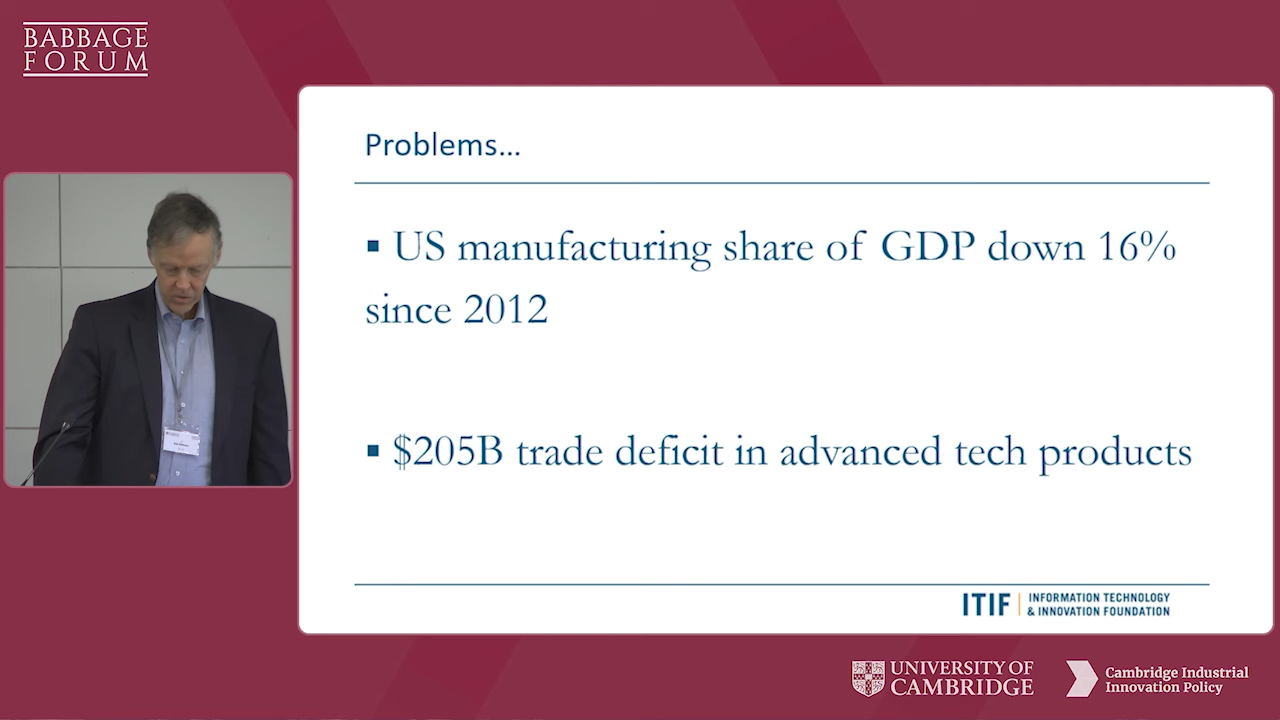 BABBAGE
FORUM
Problems...
▪ US manufacturing share of GDP down 16%
since 2012
▪ $205B trade deficit in advanced tech products
ITIF
INFORMATION TECHNOLOGY
& INNOVATION FOUNDATION
UNIVERSITY OF
CAMBRIDGE
Cambridge Industrial
Innovation Policy